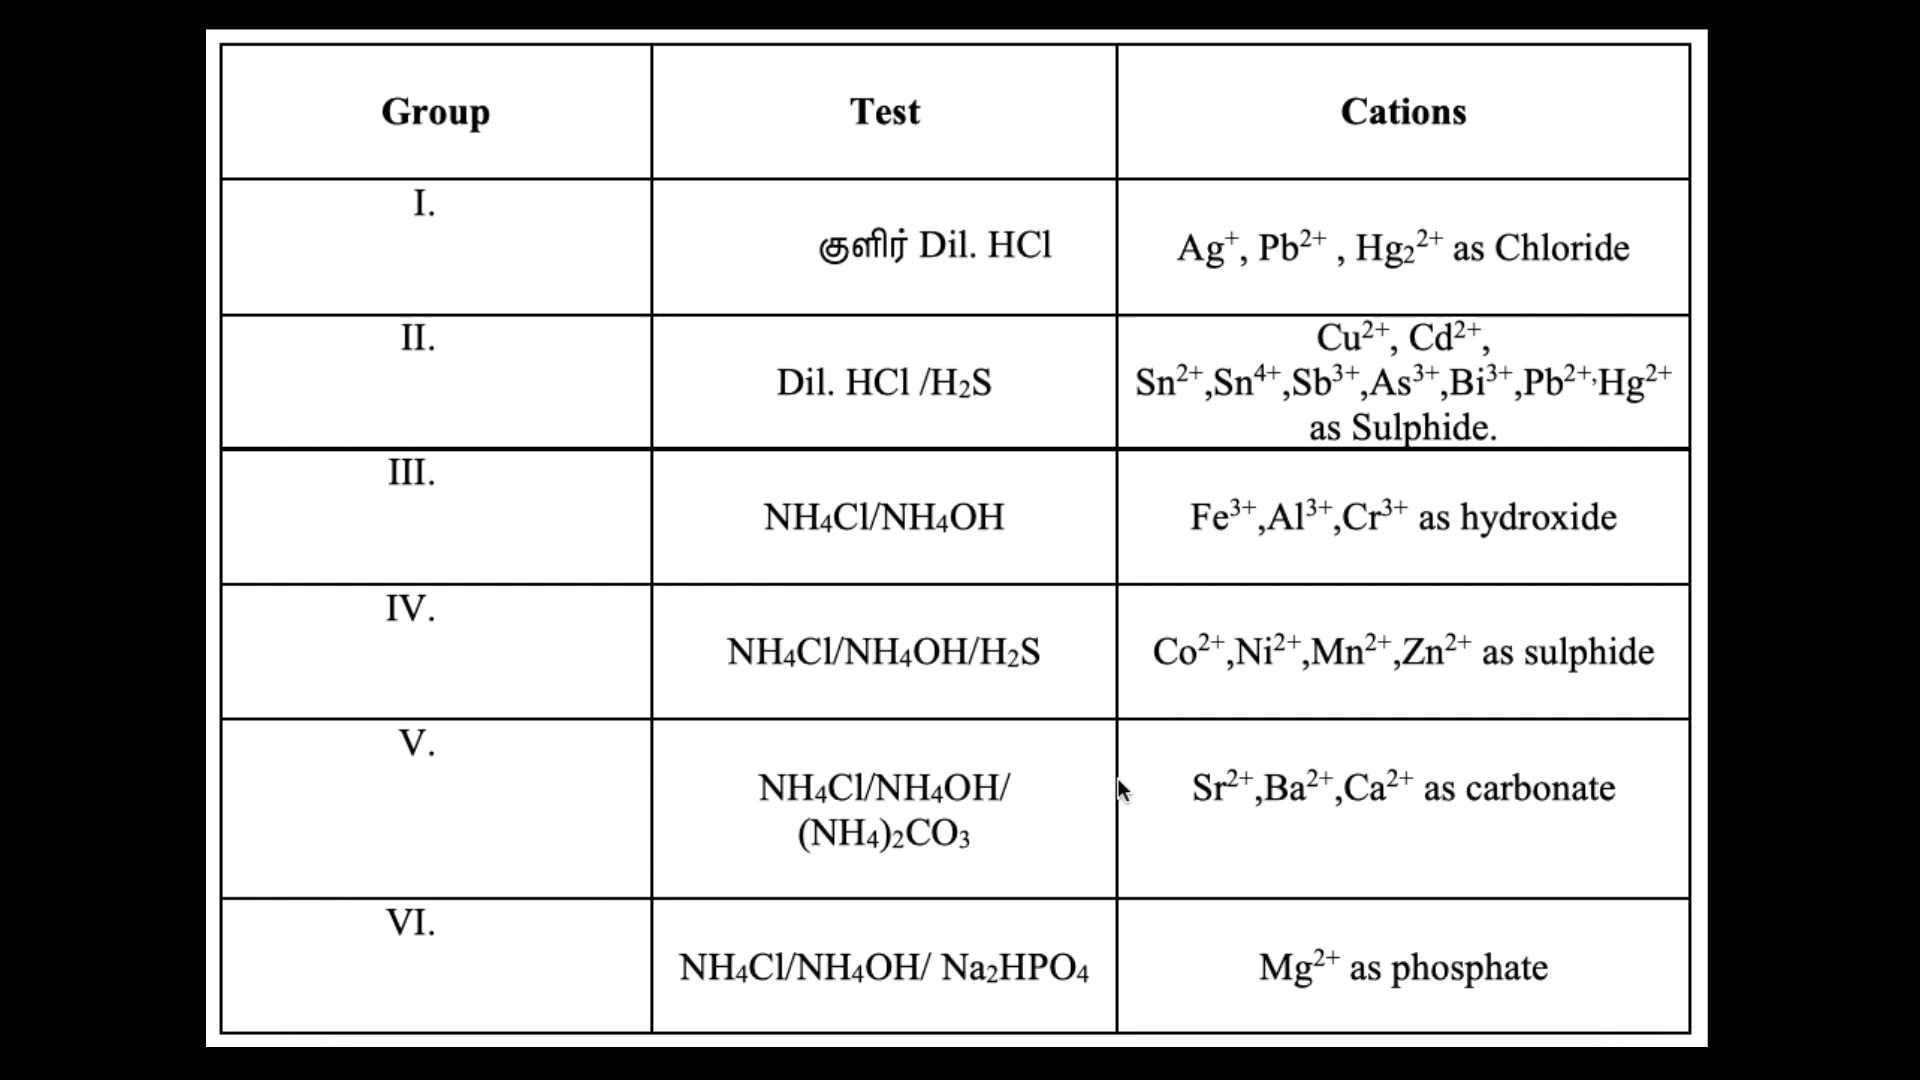 Group Test Cations
I.
குளிர் Dil. HCl Ag⁺, Pb²⁺ , Hg₂²⁺ as Chloride
II.
Dil. HCl /H₂S
Cu²⁺, Cd²⁺,
Sn²⁺,Sn⁴⁺,Sb³⁺,As³⁺,Bi³⁺,Pb²⁺,Hg²⁺
as Sulphide.
III.
NH₄Cl/NH₄OH Fe³⁺,Al³⁺,Cr³⁺ as hydroxide
IV.
NH₄Cl/NH₄OH/H₂S Co²⁺,Ni²⁺,Mn²⁺,Zn²⁺ as sulphide
V.
NH₄Cl/NH₄OH/
(NH₄)₂CO₃
Sr²⁺,Ba²⁺,Ca²⁺ as carbonate
VI.
NH₄Cl/NH₄OH/ Na₂HPO₄ Mg²⁺ as phosphate